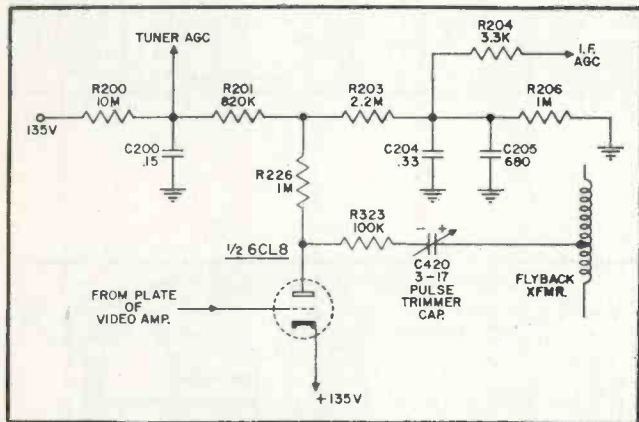 R204
3.3K
TUNER AGC
I.F.
AGC
R200
10M
R201
820K
R203
2.2M
R206
1M
135V
C200
.15
C204
.33
C205
680
R226
1M
R323
100K
- +
1/2 6CL8
C420
3-17
PULSE
TRIMMER
CAP.
FLYBACK
XFMR.
FROM PLATE
OF
VIDEO AMP.
+135V